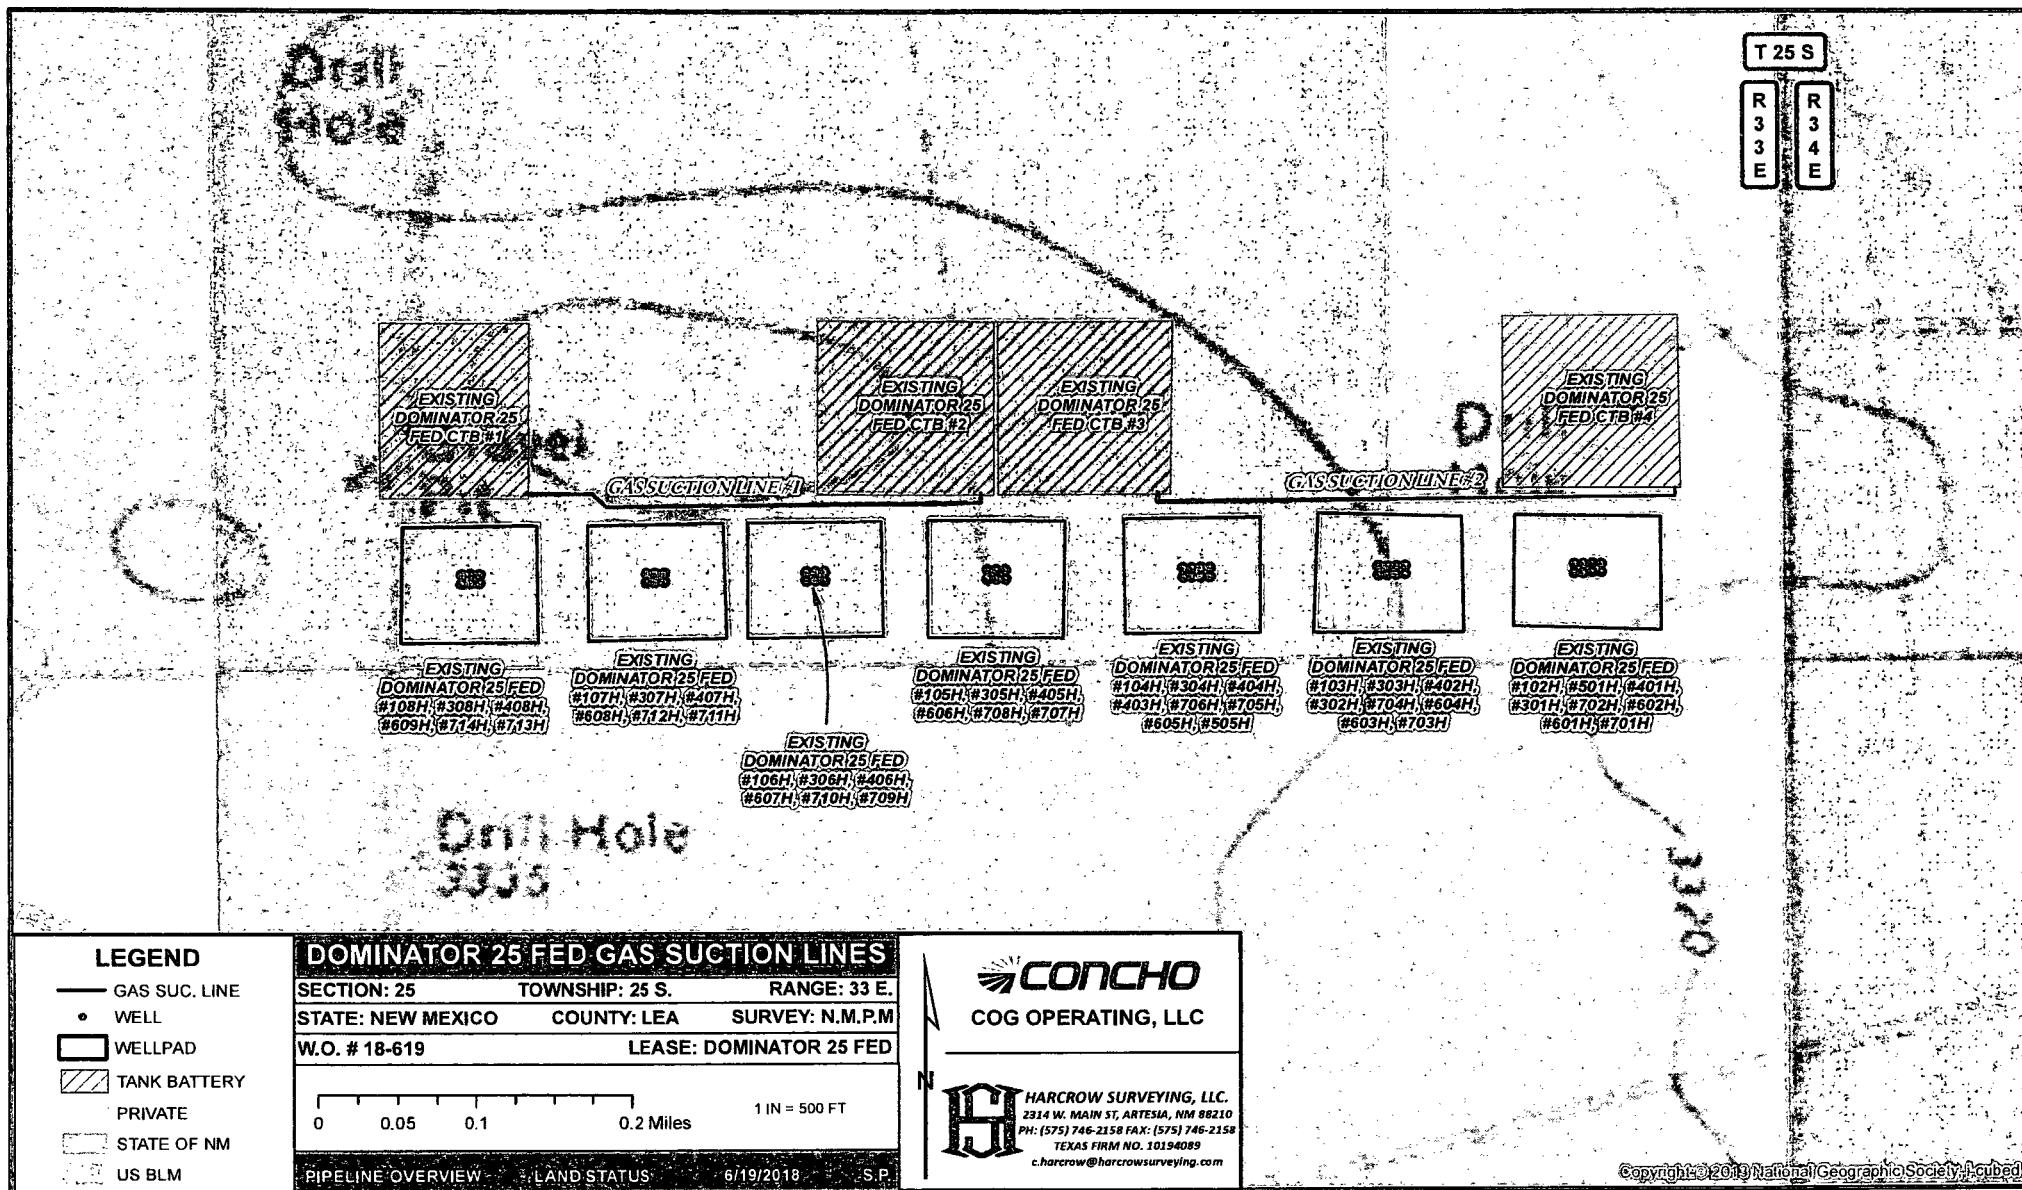 Drill
Hole
T 25 S
R33E
R34E
EXISTING
DOMINATOR 25
FED CTB #1
EXISTING
DOMINATOR 25
FED CTB #2
EXISTING
DOMINATOR 25
FED CTB #3
EXISTING
DOMINATOR 25
FED CTB #4
GAS SUCTION LINE #1
GAS SUCTION LINE #2
EXISTING
DOMINATOR 25 FED
#108H, #308H, #408H,
#609H, #714H, #713H
EXISTING
DOMINATOR 25 FED
#107H, #307H, #407H,
#608H, #712H, #711H
EXISTING
DOMINATOR 25 FED
#106H, #306H, #406H,
#607H, #710H, #709H
EXISTING
DOMINATOR 25 FED
#105H, #305H, #405H,
#606H, #708H, #707H
EXISTING
DOMINATOR 25 FED
#104H, #304H, #404H,
#403H, #706H, #705H,
#605H, #505H
EXISTING
DOMINATOR 25 FED
#103H, #303H, #402H,
#302H, #704H, #604H,
#603H, #703H
EXISTING
DOMINATOR 25 FED
#102H, #501H, #401H,
#301H, #702H, #602H,
#601H, #701H
Drill Hole
3370
LEGEND
GAS SUC. LINE
WELL
WELLPAD
TANK BATTERY
PRIVATE
STATE OF NM
US BLM
DOMINATOR 25 FED GAS SUCTION LINES
SECTION: 25 TOWNSHIP: 25 S. RANGE: 33 E.
STATE: NEW MEXICO COUNTY: LEA SURVEY: N.M.P.M
W.O. # 18-619 LEASE: DOMINATOR 25 FED
0 0.05 0.1 0.2 Miles
1 IN = 500 FT
PIPELINE OVERVIEW LAND STATUS 6/19/2018 S.P.
N
CONCHO
COG OPERATING, LLC
HARCROW SURVEYING, LLC.
2314 W. MAIN ST, ARTESIA, NM 88210
PH: (575) 746-2158 FAX: (575) 746-2158
TEXAS FIRM NO. 10194089
c.harcrow@harcrowsurveying.com
Copyright:© 2013 National Geographic Society, i-cubed